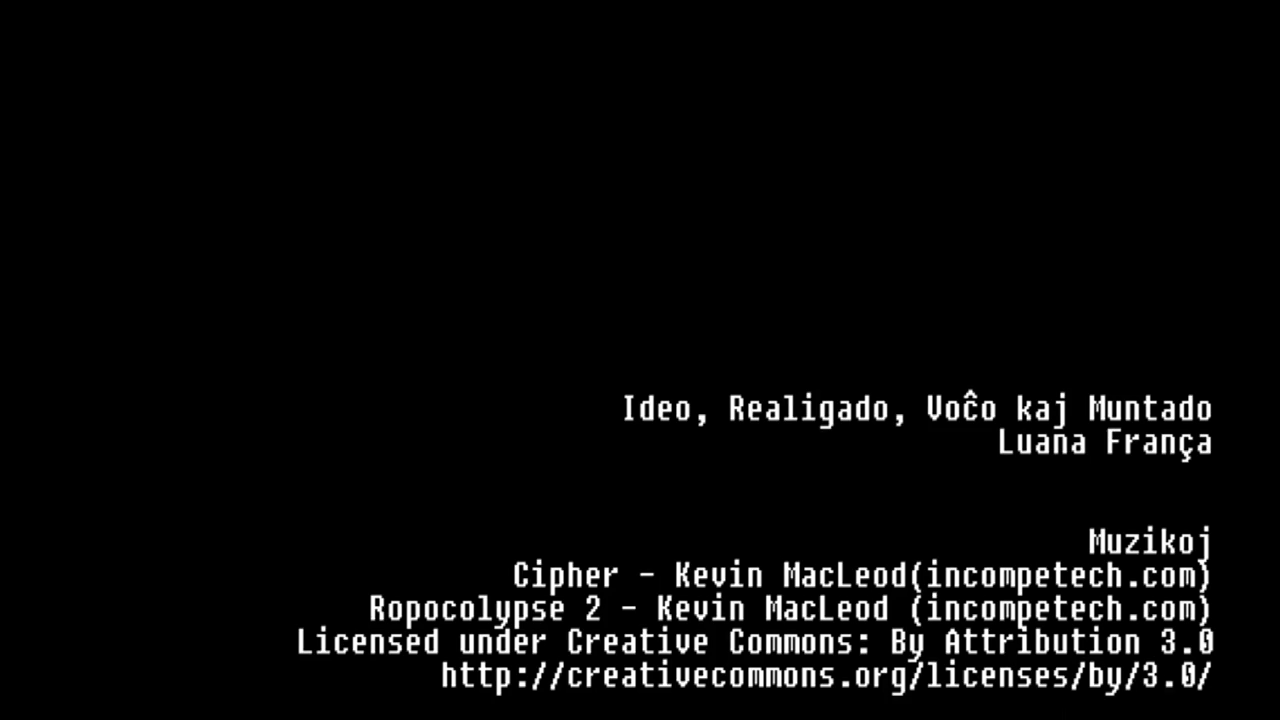 Ideo, Realigado, Voĉo kaj Muntado
Luana França
Muzikoj
Cipher - Kevin MacLeod(incompetech.com)
Ropocolypse 2 - Kevin MacLeod (incompetech.com)
Licensed under Creative Commons: By Attribution 3.0
http://creativecommons.org/licenses/by/3.0/